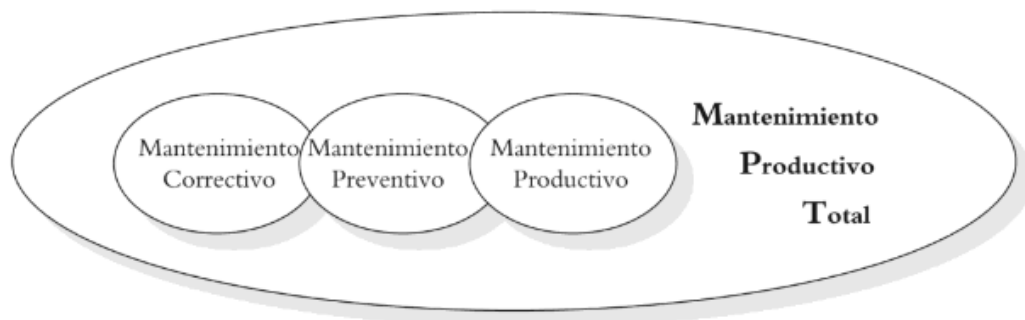 Mantenimiento
Correctivo
Mantenimiento
Preventivo
Mantenimiento
Productivo
Mantenimiento
Productivo
Total